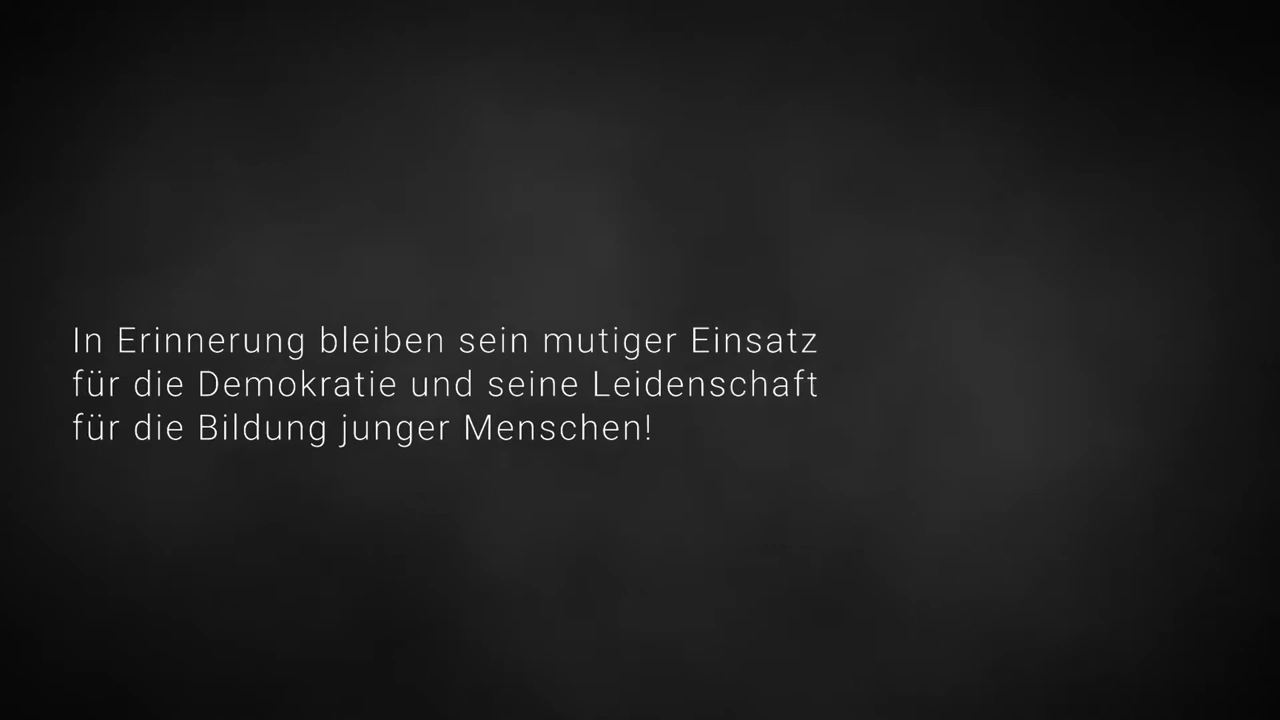 In Erinnerung bleiben sein mutiger Einsatz
für die Demokratie und seine Leidenschaft
für die Bildung junger Menschen!